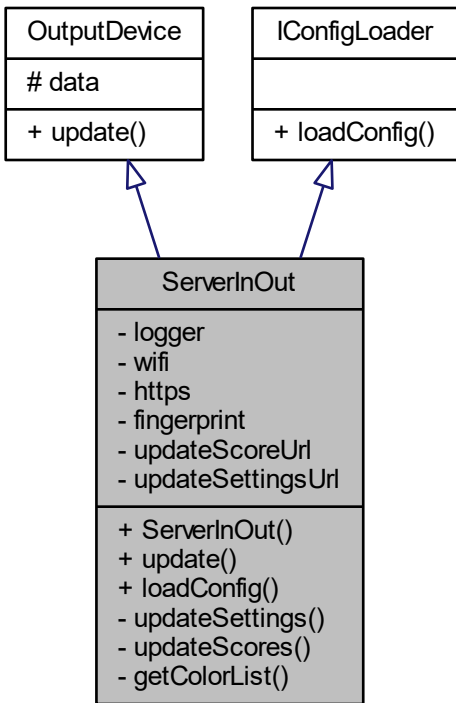 OutputDevice
# data
+ update()
IConfigLoader
+ loadConfig()
ServerInOut
- logger
- wifi
- https
- fingerprint
- updateScoreUrl
- updateSettingsUrl
+ ServerInOut()
+ update()
+ loadConfig()
- updateSettings()
- updateScores()
- getColorList()